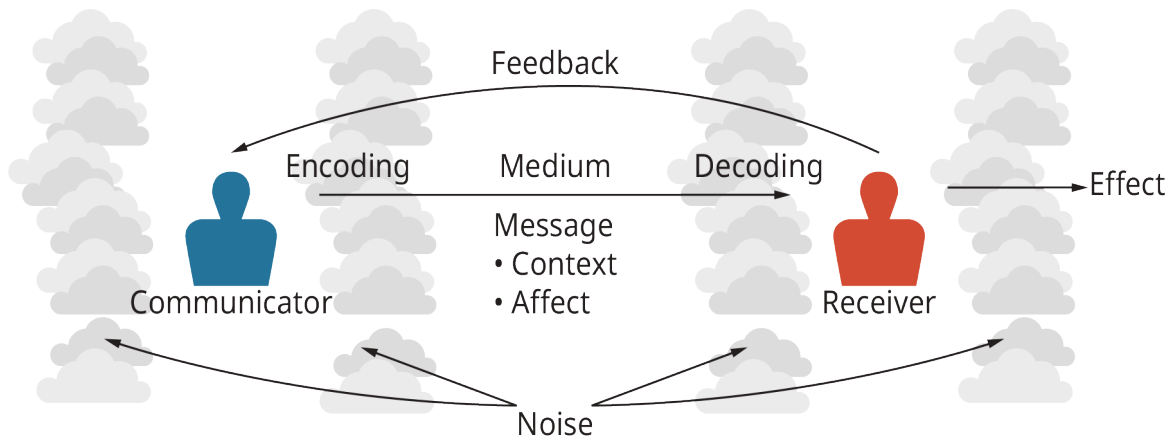 Feedback
Encoding
Medium
Decoding
Effect
Message
• Context
• Affect
Communicator
Receiver
Noise